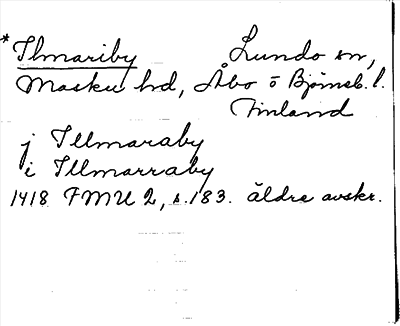 *Ilmariby Lundo sn,
Masku hd, Åbo o Björneb. l.
Finland
j Illmaraby
i Illmarraby
1418 FMU 2, s. 183. äldre avskr.